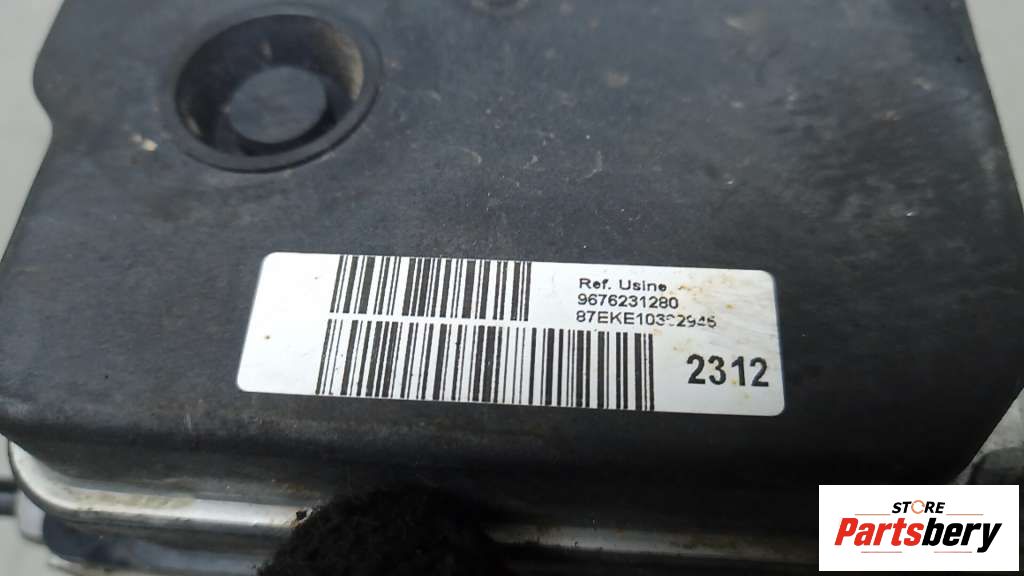 Ref. Usine
9676231280
2312
STORE
Partsbery